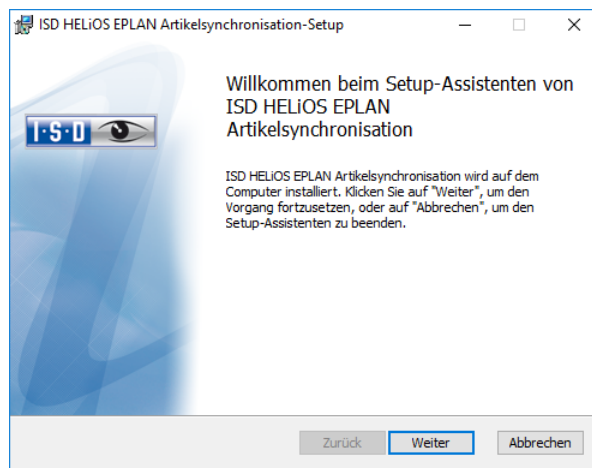 ISD HELiOS EPLAN Artikelsynchronisation-Setup
Willkommen beim Setup-Assistenten von
ISD HELiOS EPLAN
Artikelsynchronisation
I·S·D
ISD HELiOS EPLAN Artikelsynchronisation wird auf dem
Computer installiert. Klicken Sie auf "Weiter", um den
Vorgang fortzusetzen, oder auf "Abbrechen", um den
Setup-Assistenten zu beenden.
Zurück Weiter Abbrechen